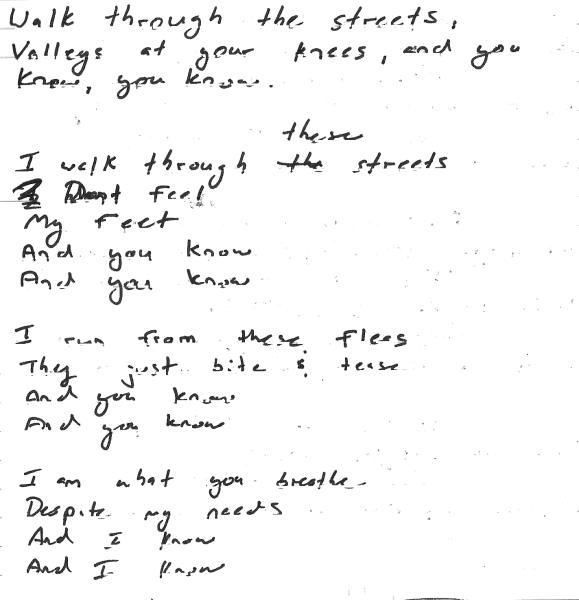 Walk through the streets,
Valleys at your knees, and you
know, you know.
these
I walk through the streets
I Don't Feel
My Feet
And you know
And you know
I run from these fleas
They just bite & tease
And you know
And you know
I am what you breathe
Despite my needs
And I know
And I know